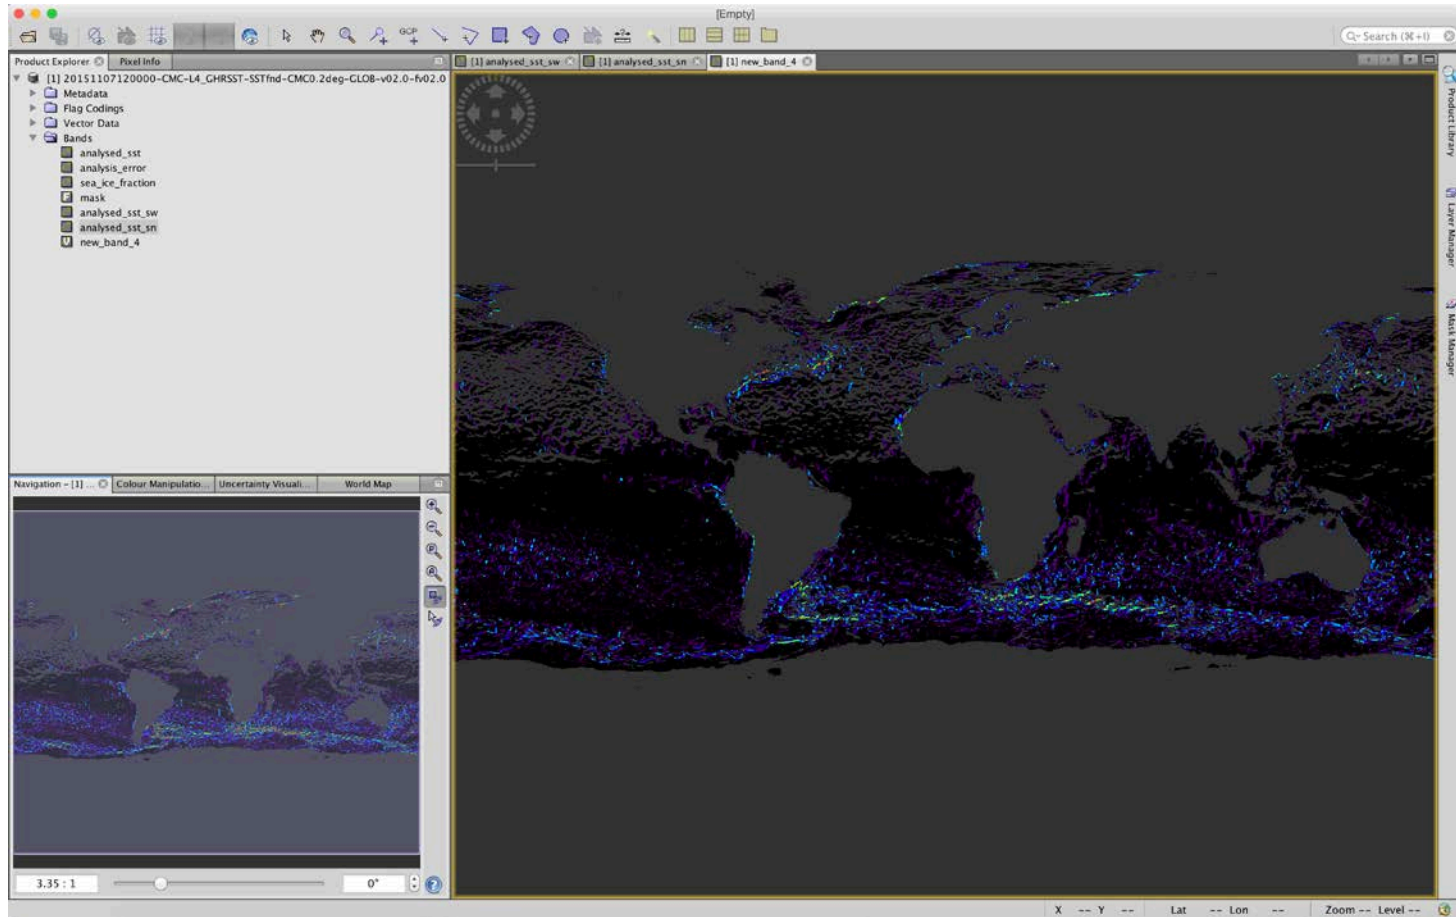 [Empty]
GCP
Search (⌘+I)
Product Explorer Pixel Info
[1] 20151107120000-CMC-L4_GHRSST-SSTfnd-CMC0.2deg-GLOB-v02.0-fv02.0
Metadata
Flag Codings
Vector Data
Bands
analysed_sst
analysis_error
sea_ice_fraction
mask
analysed_sst_sw
analysed_sst_sn
new_band_4
[1] analysed_sst_sw [1] analysed_sst_sn [1] new_band_4
Product Library
Layer Manager
Mask Manager
Navigation - [1] ... Colour Manipulatio... Uncertainty Visuali... World Map
3.35 : 1 0°
X -- Y -- Lat -- Lon -- Zoom -- Level --